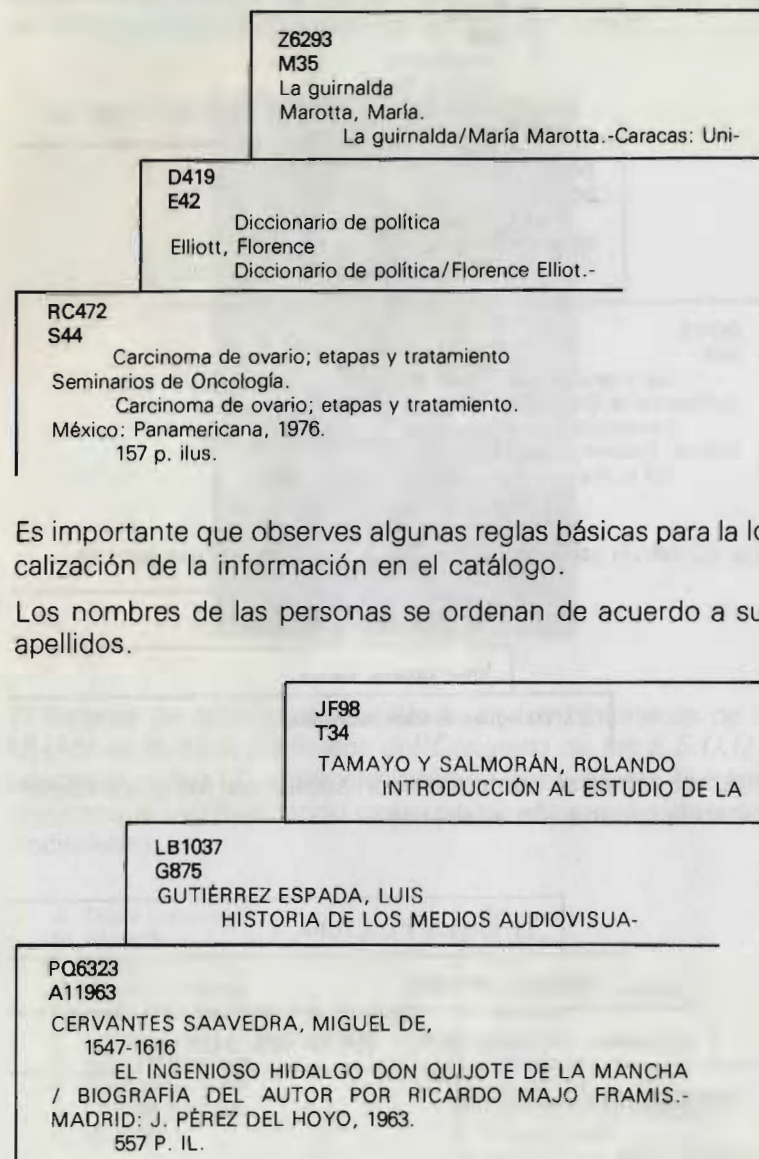 Z6293
M35
La guirnalda
Marotta, María.
La guirnalda/María Marotta.-Caracas: Uni-
D419
E42
Diccionario de política
Elliott, Florence
Diccionario de política/Florence Elliot.-
RC472
S44
Carcinoma de ovario; etapas y tratamiento
Seminarios de Oncología.
Carcinoma de ovario; etapas y tratamiento.
México: Panamericana, 1976.
157 p. ilus.
Es importante que observes algunas reglas básicas para la lo
calización de la información en el catálogo.
Los nombres de las personas se ordenan de acuerdo a su
apellidos.
JF98
T34
TAMAYO Y SALMORÁN, ROLANDO
INTRODUCCIÓN AL ESTUDIO DE LA
LB1037
G875
GUTIÉRREZ ESPADA, LUIS
HISTORIA DE LOS MEDIOS AUDIOVISUA-
PQ6323
A11963
CERVANTES SAAVEDRA, MIGUEL DE,
1547-1616
EL INGENIOSO HIDALGO DON QUIJOTE DE LA MANCHA
/ BIOGRAFÍA DEL AUTOR POR RICARDO MAJO FRAMIS.-
MADRID: J. PÉREZ DEL HOYO, 1963.
557 P. IL.